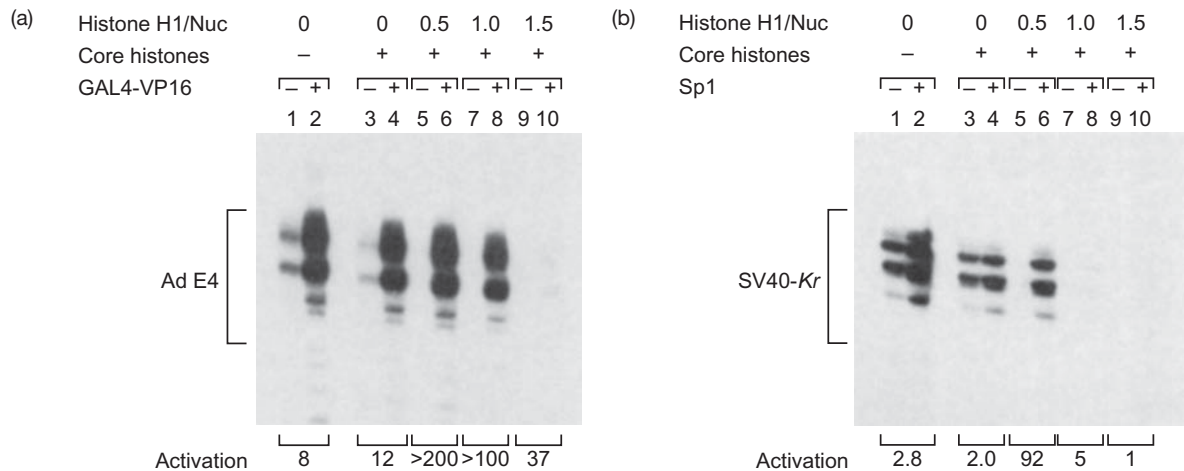 (a)
Histone H1/Nuc 0 0 0.5 1.0 1.5
Core histones – + + + +
GAL4-VP16 – + – + – + – + – +
1 2 3 4 5 6 7 8 9 10
Ad E4
Activation 8 12 >200 >100 37
(b)
Histone H1/Nuc 0 0 0.5 1.0 1.5
Core histones – + + + +
Sp1 – + – + – + – + – +
1 2 3 4 5 6 7 8 9 10
SV40-Kr
Activation 2.8 2.0 92 5 1